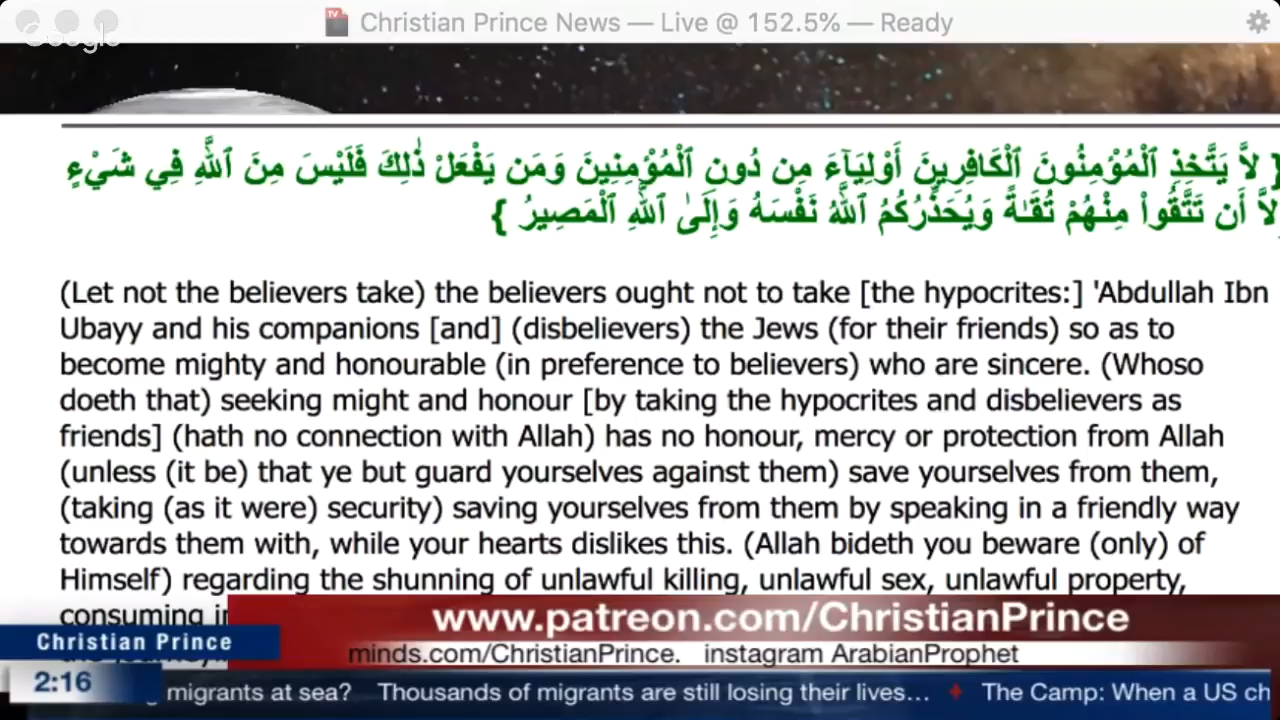 Christian Prince News — Live @ 152.5% — Ready
Google
لاَّ يَتَّخِذِ ٱلْمُؤْمِنُونَ ٱلْكَافِرِينَ أَوْلِيَآءَ مِن دُونِ ٱلْمُؤْمِنِينَ وَمَن يَفْعَلْ ذٰلِكَ فَلَيْسَ مِنَ ٱللَّهِ فِي شَيْءٍ
إِلاَّ أَن تَتَّقُواْ مِنْهُمْ تُقَـٰةً وَيُحَذِّرُكُمُ ٱللَّهُ نَفْسَهُ وَإِلَىٰ ٱللَّهِ ٱلْمَصِيرُ }
(Let not the believers take) the believers ought not to take [the hypocrites:] 'Abdullah Ibn
Ubayy and his companions [and] (disbelievers) the Jews (for their friends) so as to
become mighty and honourable (in preference to believers) who are sincere. (Whoso
doeth that) seeking might and honour [by taking the hypocrites and disbelievers as
friends] (hath no connection with Allah) has no honour, mercy or protection from Allah
(unless (it be) that ye but guard yourselves against them) save yourselves from them,
(taking (as it were) security) saving yourselves from them by speaking in a friendly way
towards them with, while your hearts dislikes this. (Allah bideth you beware (only) of
Himself) regarding the shunning of unlawful killing, unlawful sex, unlawful property,
consuming
www.patreon.com/ChristianPrince
Christian Prince
minds.com/ChristianPrince. instagram ArabianProphet
2:16
migrants at sea? Thousands of migrants are still losing their lives... The Camp: When a US ch